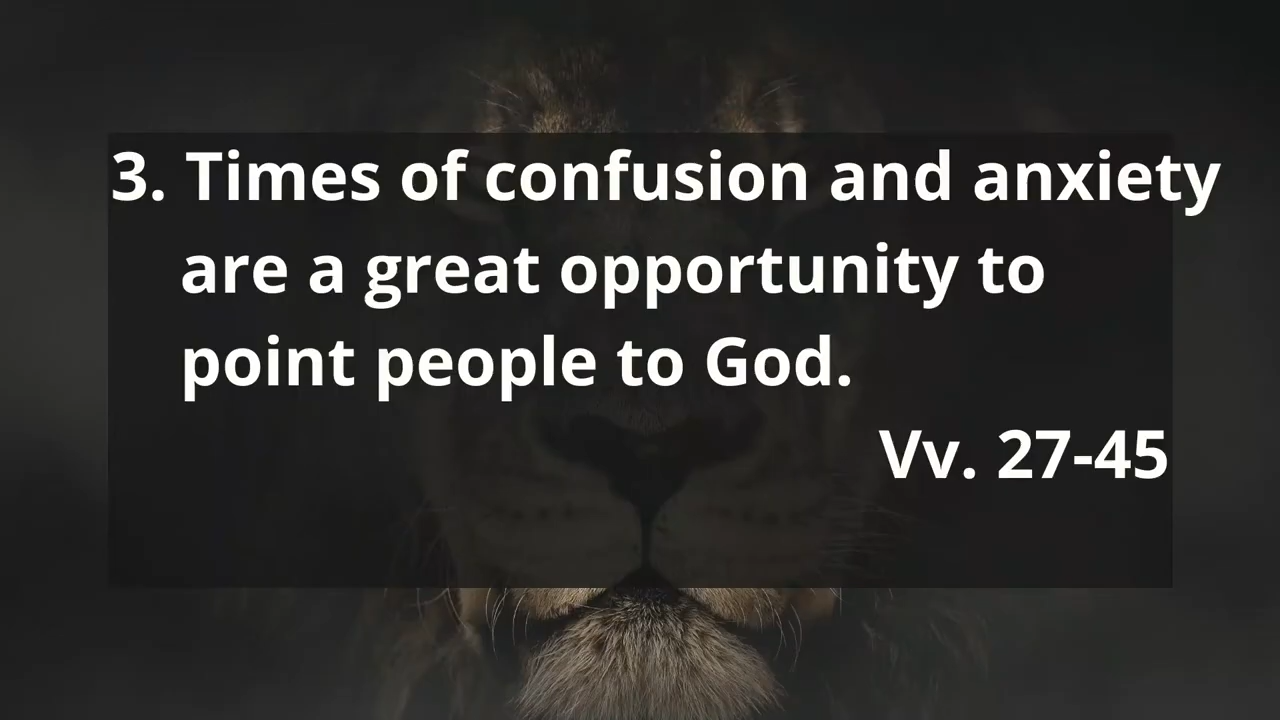 3. Times of confusion and anxiety
are a great opportunity to
point people to God.
Vv. 27-45